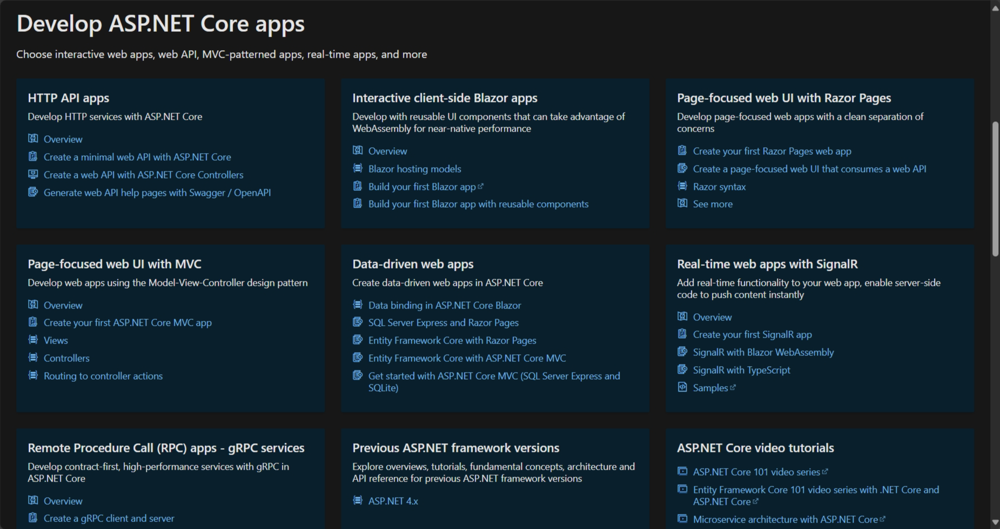 Develop ASP.NET Core apps
Choose interactive web apps, web API, MVC-patterned apps, real-time apps, and more
HTTP API apps
Develop HTTP services with ASP.NET Core
Overview
Create a minimal web API with ASP.NET Core
Create a web API with ASP.NET Core Controllers
Generate web API help pages with Swagger / OpenAPI
Interactive client-side Blazor apps
Develop with reusable UI components that can take advantage of
WebAssembly for near-native performance
Overview
Blazor hosting models
Build your first Blazor app
Build your first Blazor app with reusable components
Page-focused web UI with Razor Pages
Develop page-focused web apps with a clean separation of
concerns
Create your first Razor Pages web app
Create a page-focused web UI that consumes a web API
Razor syntax
See more
Page-focused web UI with MVC
Develop web apps using the Model-View-Controller design pattern
Overview
Create your first ASP.NET Core MVC app
Views
Controllers
Routing to controller actions
Data-driven web apps
Create data-driven web apps in ASP.NET Core
Data binding in ASP.NET Core Blazor
SQL Server Express and Razor Pages
Entity Framework Core with Razor Pages
Entity Framework Core with ASP.NET Core MVC
Get started with ASP.NET Core MVC (SQL Server Express and
SQLite)
Real-time web apps with SignalR
Add real-time functionality to your web app, enable server-side
code to push content instantly
Overview
Create your first SignalR app
SignalR with Blazor WebAssembly
SignalR with TypeScript
Samples
Remote Procedure Call (RPC) apps - gRPC services
Develop contract-first, high-performance services with gRPC in
ASP.NET Core
Overview
Create a gRPC client and server
Previous ASP.NET framework versions
Explore overviews, tutorials, fundamental concepts, architecture and
API reference for previous ASP.NET framework versions
ASP.NET 4.x
ASP.NET Core video tutorials
ASP.NET Core 101 video series
Entity Framework Core 101 video series with .NET Core and
ASP.NET Core
Microservice architecture with ASP.NET Core